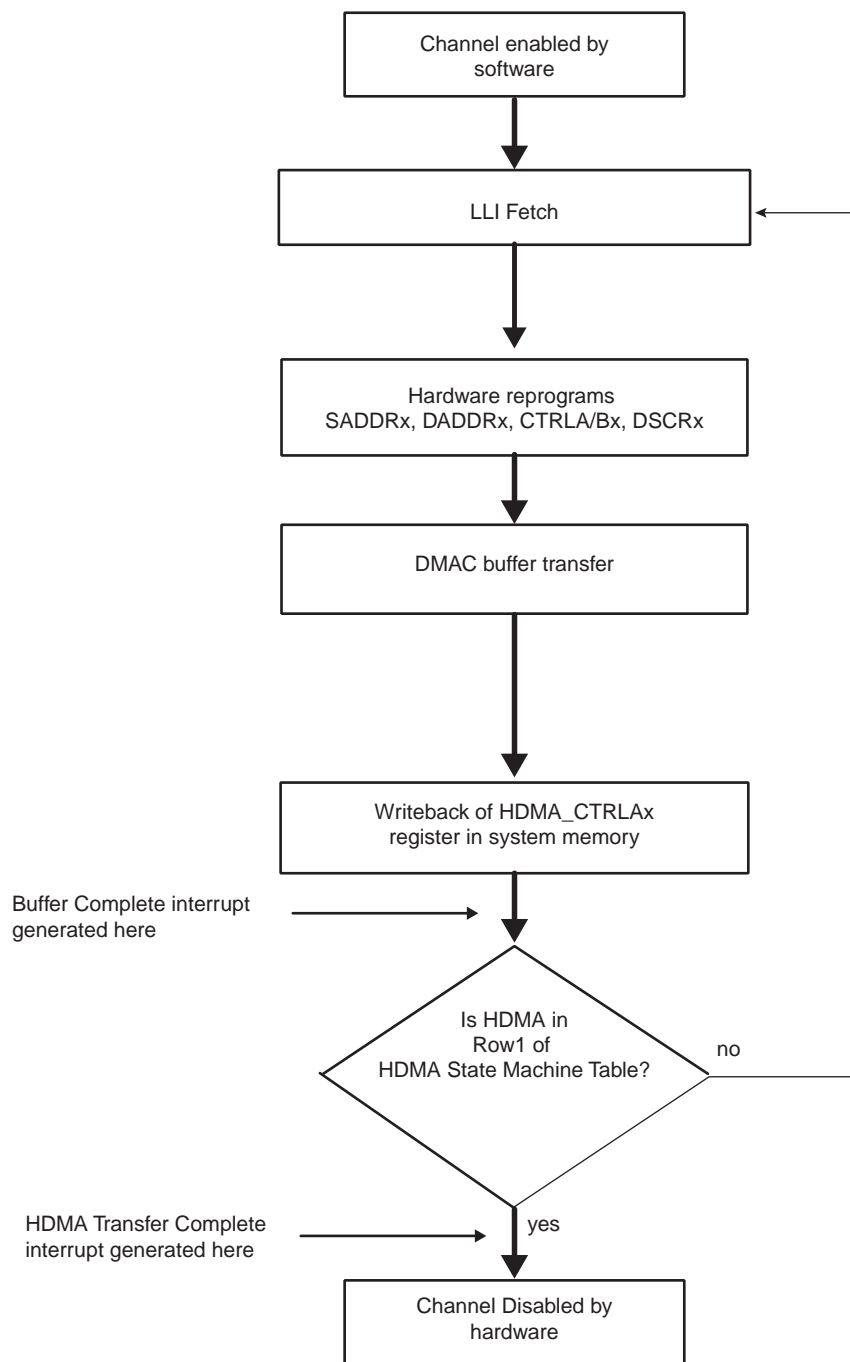 Channel enabled by
software
LLI Fetch
Hardware reprograms
SADDRx, DADDRx, CTRLA/Bx, DSCRx
DMAC buffer transfer
Writeback of HDMA_CTRLAx
register in system memory
Buffer Complete interrupt
generated here
Is HDMA in
Row1 of
HDMA State Machine Table?
no
HDMA Transfer Complete
interrupt generated here
yes
Channel Disabled by
hardware